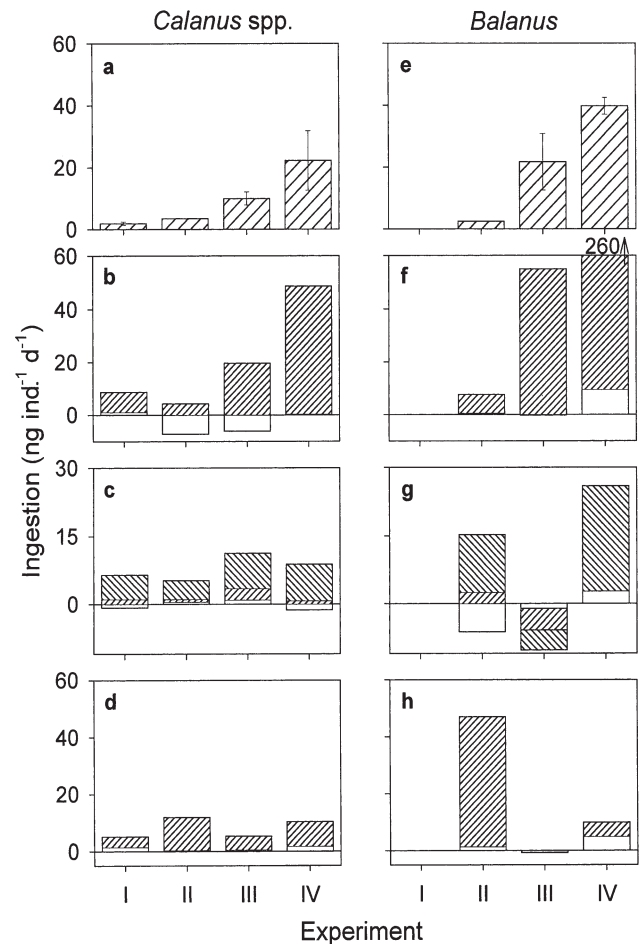 Calanus spp.
Balanus
Ingestion (ng ind.⁻¹ d⁻¹)
60
40
20
0
a
e
60
40
20
0
b
260
f
30
15
0
c
g
60
40
20
0
d
h
I II III IV
I II III IV
Experiment